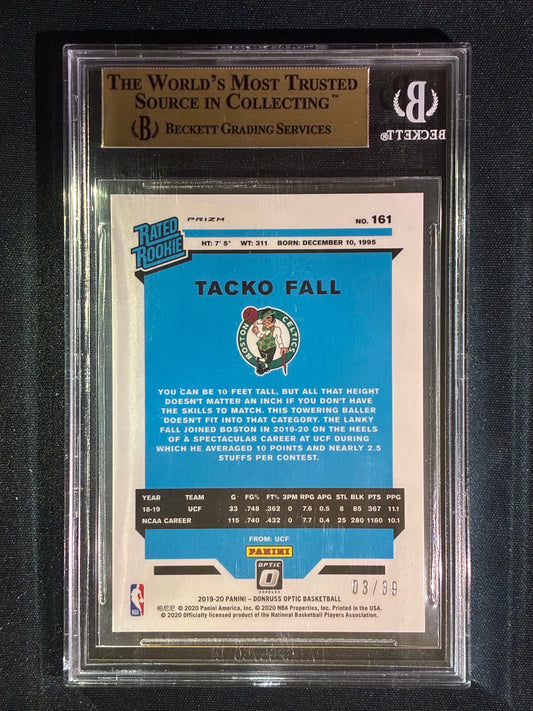 THE WORLD'S MOST TRUSTED
SOURCE IN COLLECTING™
B BECKETT GRADING SERVICES
B
BECKETT®
RATED
ROOKIE
PRIZM
NO. 161
HT: 7' 5" WT: 311 BORN: DECEMBER 10, 1995
TACKO FALL
BOSTON CELTICS
YOU CAN BE 10 FEET TALL, BUT ALL THAT HEIGHT
DOESN'T MATTER AN INCH IF YOU DON'T HAVE
THE SKILLS TO MATCH. THIS TOWERING BALLER
DOESN'T FIT INTO THAT CATEGORY. THE LANKY
FALL JOINED BOSTON IN 2019-20 ON THE HEELS
OF A SPECTACULAR CAREER AT UCF DURING
WHICH HE AVERAGED 10 POINTS AND NEARLY 2.5
STUFFS PER CONTEST.
YEAR TEAM G FG% FT% 3PM RPG APG STL BLK PTS PPG
18-19 UCF 33 .748 .362 0 7.6 0.5 8 85 367 11.1
NCAA CAREER 115 .740 .432 0 7.7 0.4 25 280 1160 10.1
FROM: UCF
PANINI
OPTIC
DONRUSS
03/39
NBA
2019-20 PANINI – DONRUSS OPTIC BASKETBALL
帕尼尼 © 2020 Panini America, Inc. © 2020 NBA Properties, Inc. Printed in the USA.
© 2020 Officially licensed product of the National Basketball Players Association.